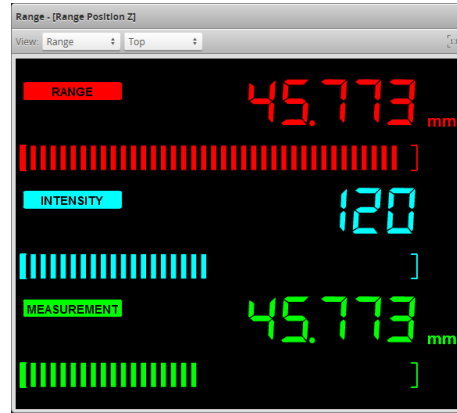 Range - [Range Position Z]
View: Range Top
RANGE 45.773 mm
INTENSITY 120
MEASUREMENT 45.773 mm